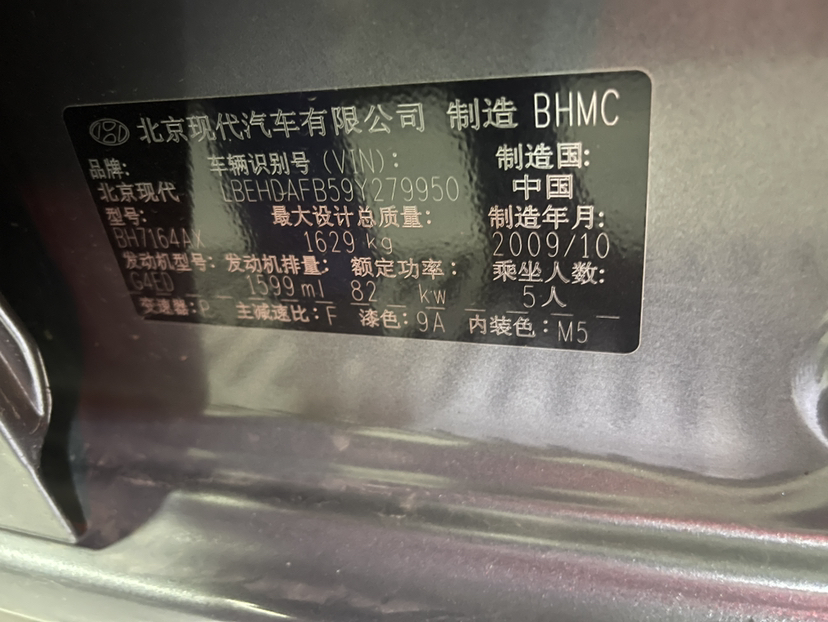 北京现代汽车有限公司 制造 BHMC
品牌: 车辆识别号 (VIN): 制造国:
北京现代 LBEHDAFB59Y279950 中国
型号: 最大设计总质量: 制造年月:
BH7164AX 1629 kg 2009/10
发动机型号: 发动机排量: 额定功率: 乘坐人数:
G4ED 1599 ml 82 kw 5人
变速器: P 主减速比: F 漆色: 9A 内装色: M5